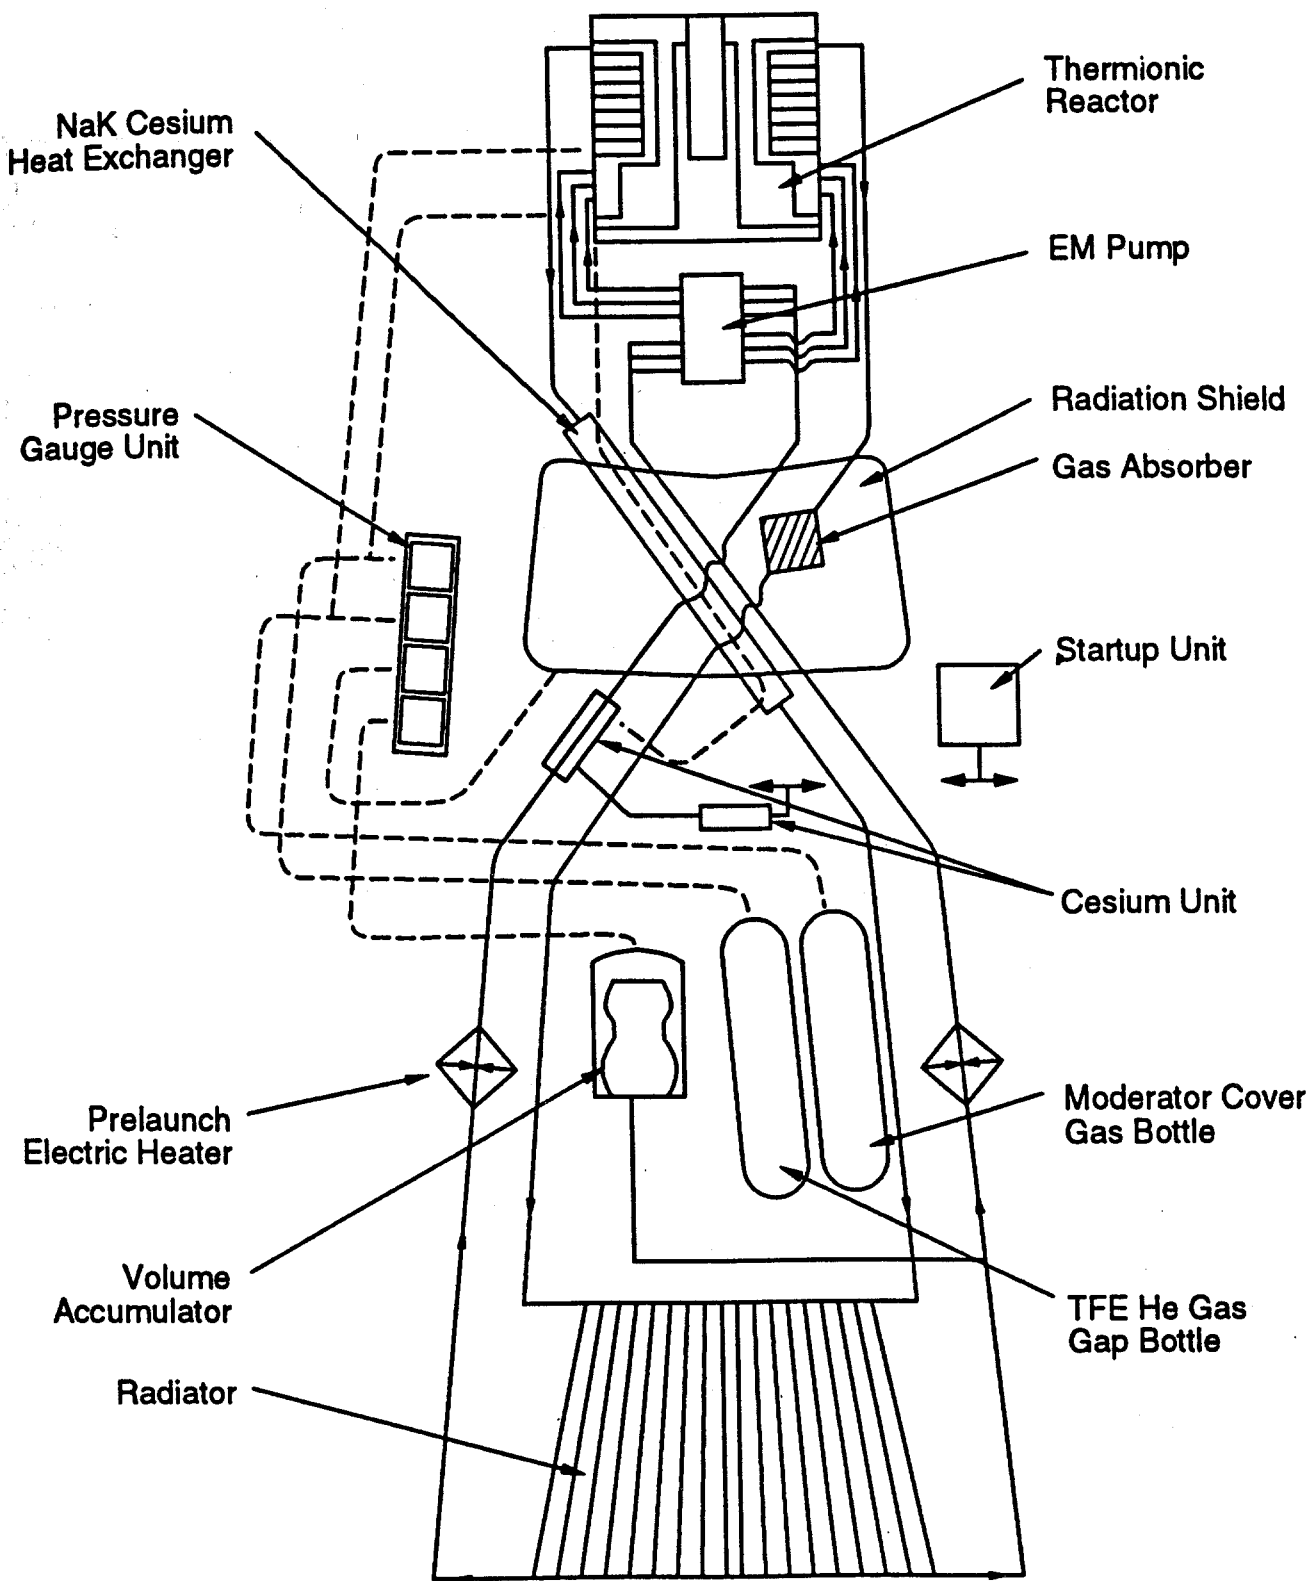 Thermionic
Reactor
NaK Cesium
Heat Exchanger
EM Pump
Radiation Shield
Pressure
Gauge Unit
Gas Absorber
Startup Unit
Cesium Unit
Prelaunch
Electric Heater
Moderator Cover
Gas Bottle
Volume
Accumulator
TFE He Gas
Gap Bottle
Radiator